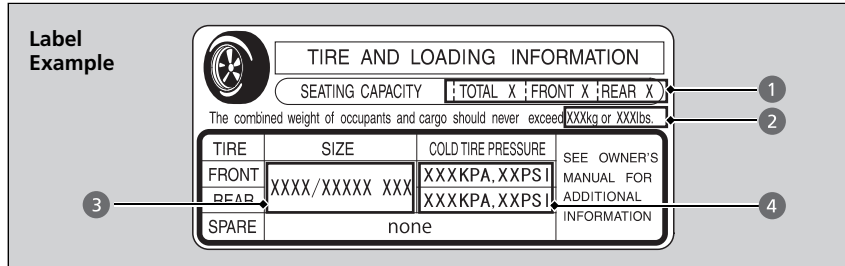 Label
Example
TIRE AND LOADING INFORMATION
SEATING CAPACITY TOTAL X FRONT X REAR X
1
The combined weight of occupants and cargo should never exceed XXXkg or XXXlbs.
2
TIRE SIZE COLD TIRE PRESSURE
SEE OWNER'S
MANUAL FOR
ADDITIONAL
INFORMATION
FRONT XXXX/XXXXX XXX XXXKPA,XXPSI
REAR XXXKPA,XXPSI
3
4
SPARE none